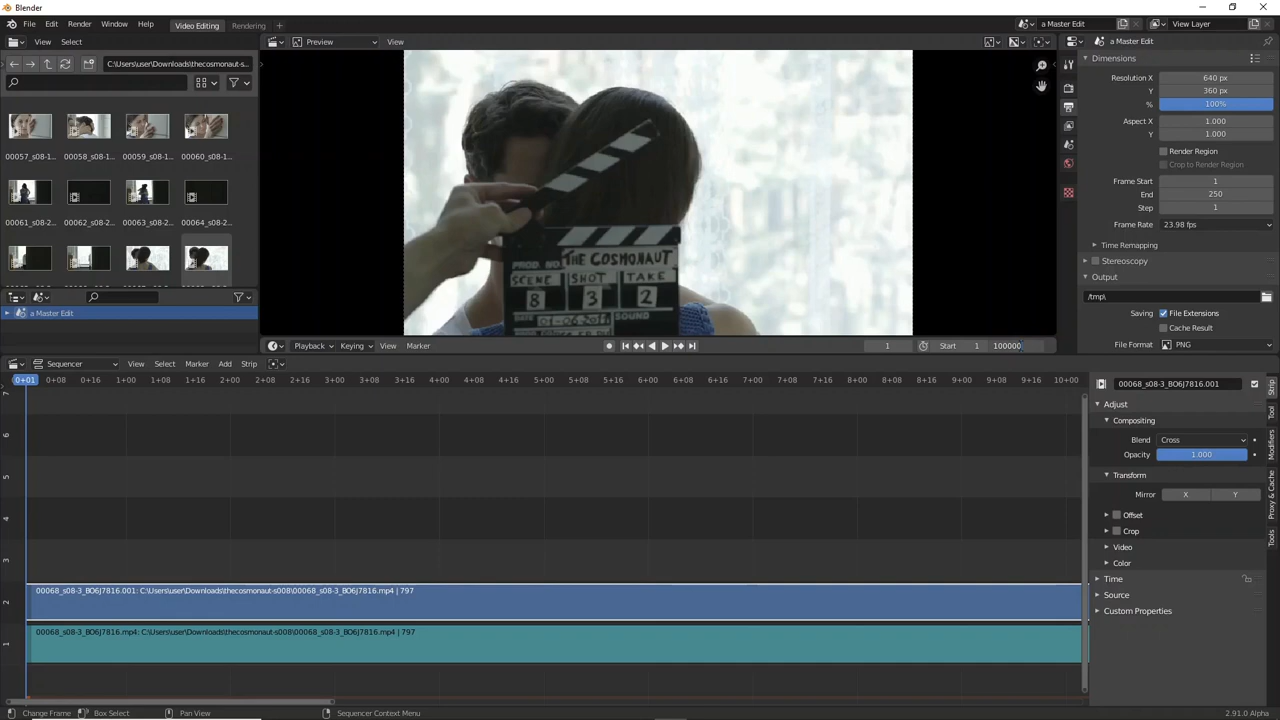 Blender
File Edit Render Window Help Video Editing Rendering + a Master Edit View Layer
View Select Preview View a Master Edit
C:\Users\user\Downloads\thecosmonaut-s...
Dimensions
Resolution X 640 px
Y 360 px
% 100%
Aspect X 1.000
Y 1.000
Render Region
Crop to Render Region
Frame Start 1
End 250
Step 1
Frame Rate 23.98 fps
Time Remapping
Stereoscopy
Output
/tmp\
Saving File Extensions
Cache Result
File Format PNG
00057_s08-1... 00058_s08-1... 00059_s08-1... 00060_s08-1...
00061_s08-2... 00062_s08-2... 00063_s08-2... 00064_s08-2...
a Master Edit
PROD. NO. THE COSMONAUT
SCENE SHOT TAKE
8 3 2
DATE SOUND
Playback Keying View Marker 1 Start 1 100000
Sequencer View Select Marker Add Strip
0+01 0+08 0+16 1+00 1+08 1+16 2+00 2+08 2+16 3+00 3+08 3+16 4+00 4+08 4+16 5+00 5+08 5+16 6+00 6+08 6+16 7+00 7+08 7+16 8+00 8+08 8+16 9+00 9+08 9+16 10+00
7
6
5
4
3
2
1
00068_s08-3_BO6J7816.001: C:\Users\user\Downloads\thecosmonaut-s008\00068_s08-3_BO6J7816.mp4 | 797
00068_s08-3_BO6J7816.mp4: C:\Users\user\Downloads\thecosmonaut-s008\00068_s08-3_BO6J7816.mp4 | 797
00068_s08-3_BO6J7816.001
Adjust
Compositing
Blend Cross
Opacity 1.000
Transform
Mirror X Y
Offset
Crop
Video
Color
Time
Source
Custom Properties
Strip
Tool
Modifiers
Proxy & Cache
Tools
Change Frame Box Select Pan View Sequencer Context Menu 2.91.0 Alpha